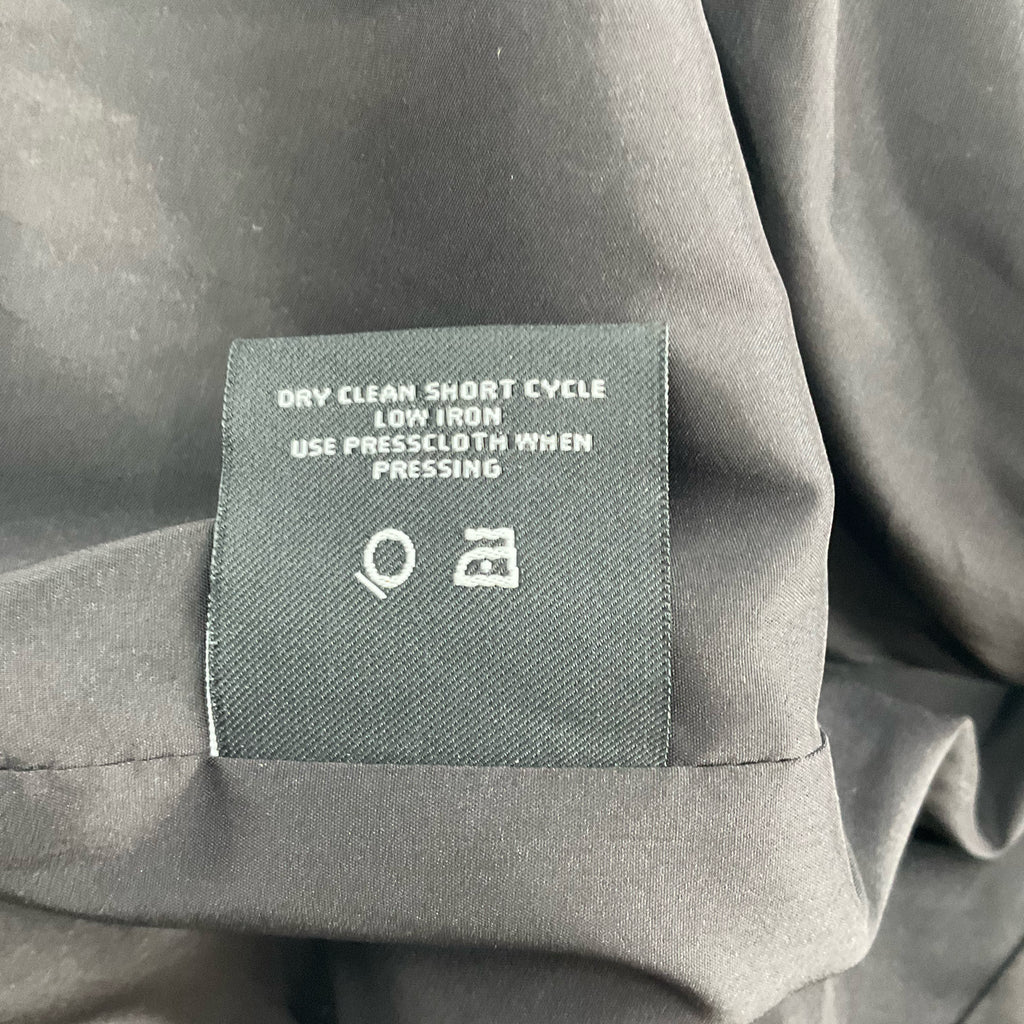 DRY CLEAN SHORT CYCLE
LOW IRON
USE PRESSCLOTH WHEN
PRESSING